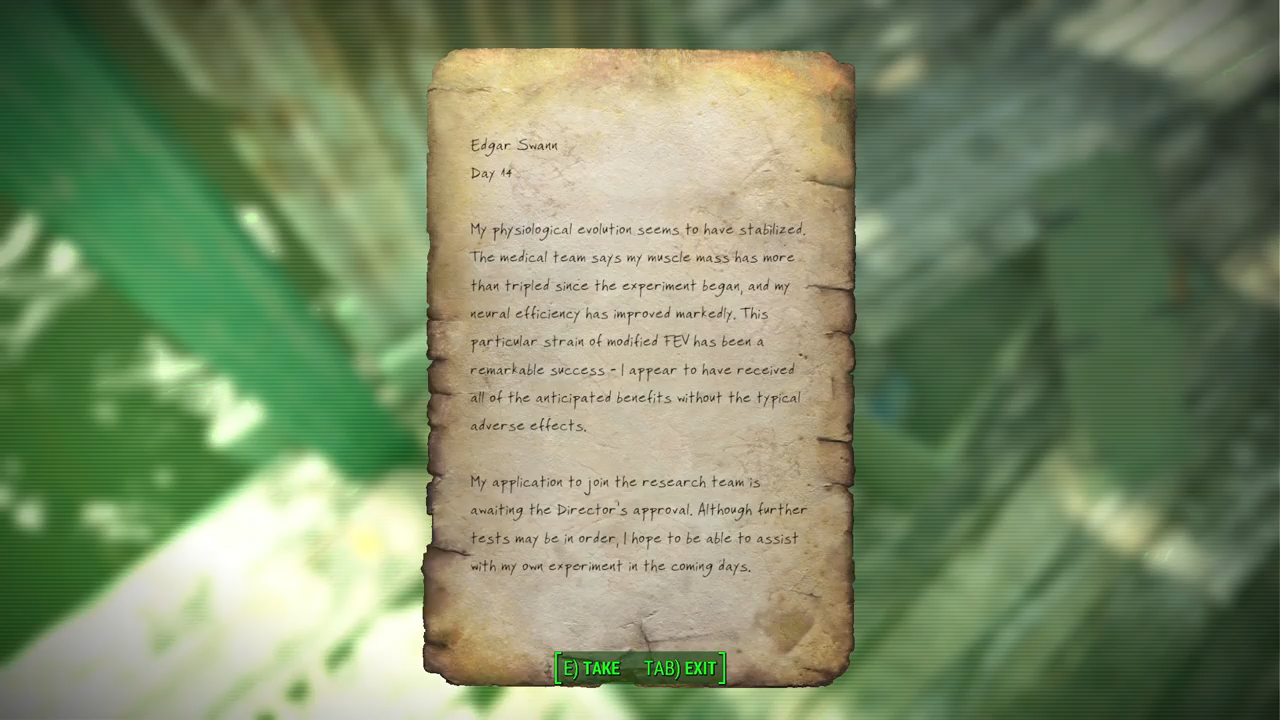 Edgar Swann
Day 14
My physiological evolution seems to have stabilized.
The medical team says my muscle mass has more
than tripled since the experiment began, and my
neural efficiency has improved markedly. This
particular strain of modified FEV has been a
remarkable success - I appear to have received
all of the anticipated benefits without the typical
adverse effects.
My application to join the research team is
awaiting the Director's approval. Although further
tests may be in order, I hope to be able to assist
with my own experiment in the coming days.
E) TAKE TAB) EXIT